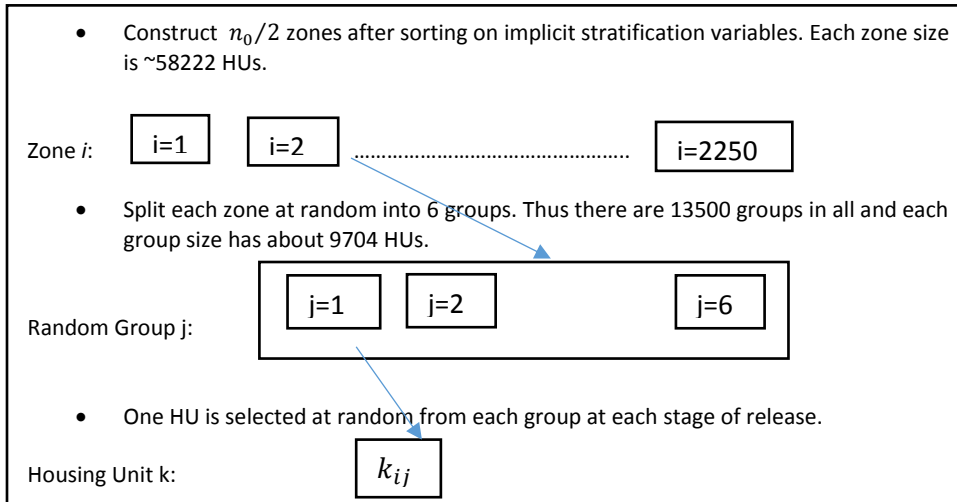 • Construct n₀/2 zones after sorting on implicit stratification variables. Each zone size
is ~58222 HUs.
Zone i: i=1 i=2 ................................................ i=2250
• Split each zone at random into 6 groups. Thus there are 13500 groups in all and each
group size has about 9704 HUs.
j=1 j=2 j=6
Random Group j:
• One HU is selected at random from each group at each stage of release.
Housing Unit k: kᵢⱼ